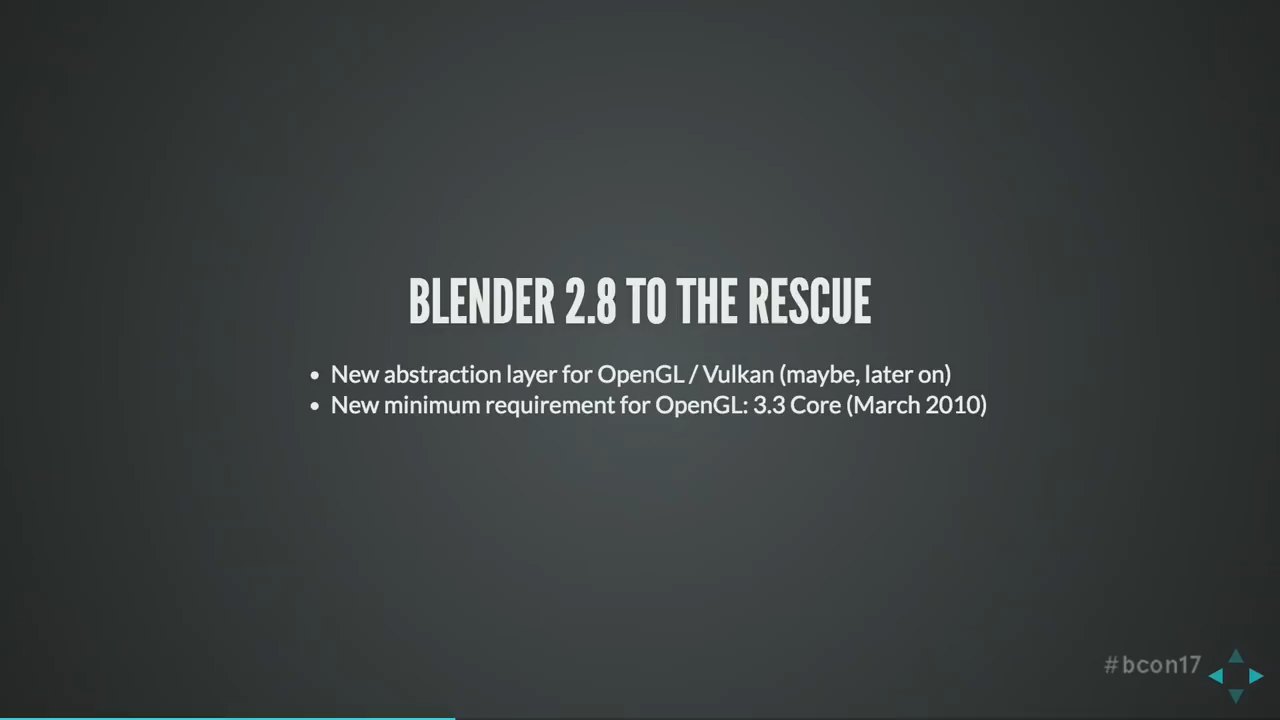 BLENDER 2.8 TO THE RESCUE
• New abstraction layer for OpenGL / Vulkan (maybe, later on)
• New minimum requirement for OpenGL: 3.3 Core (March 2010)
#bcon17